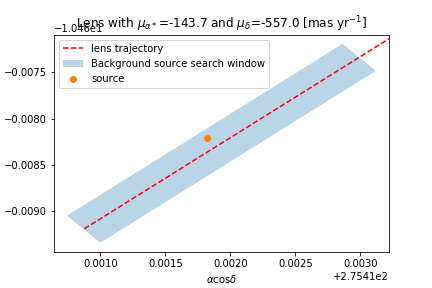 Lens with μα* =-143.7 and μδ=-557.0 [mas yr⁻¹]
−1.046e1
lens trajectory
Background source search window
source
−0.0075
−0.0080
−0.0085
−0.0090
0.0010 0.0015 0.0020 0.0025 0.0030
+2.7541e2
αcosδ